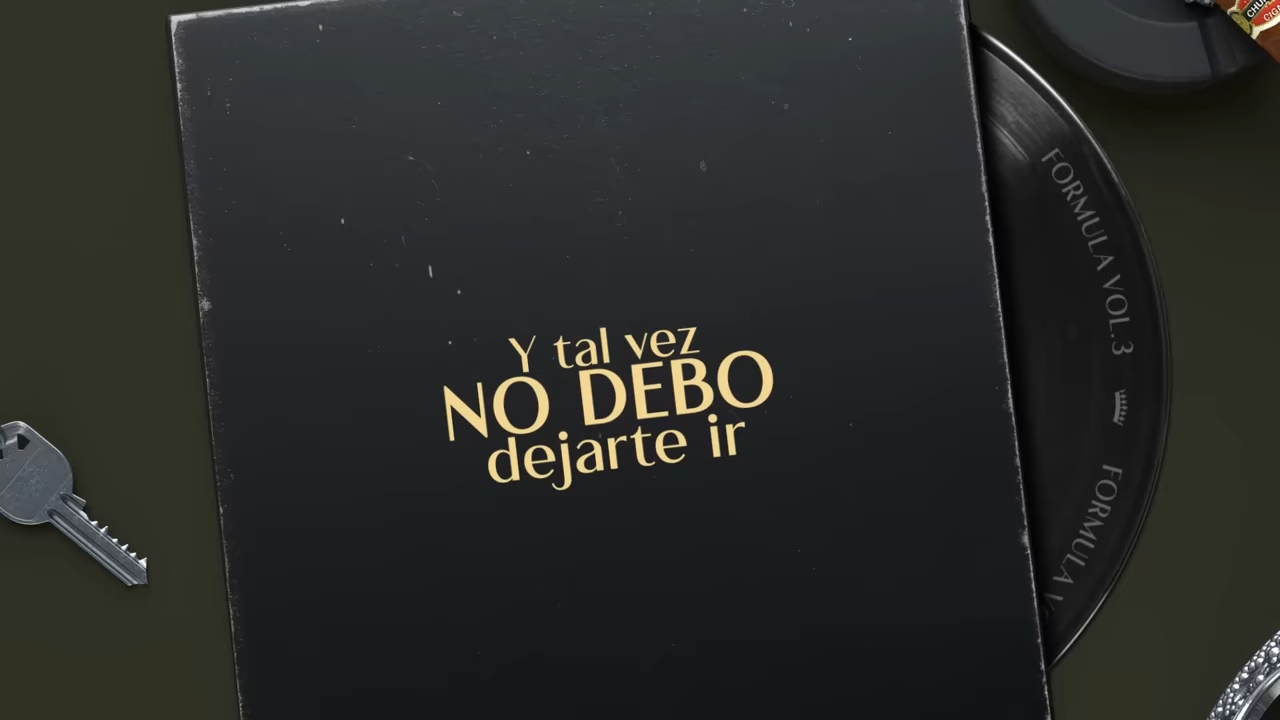 Y tal vez
NO DEBO
dejarte ir
FORMULA VOL.3
FORMULA